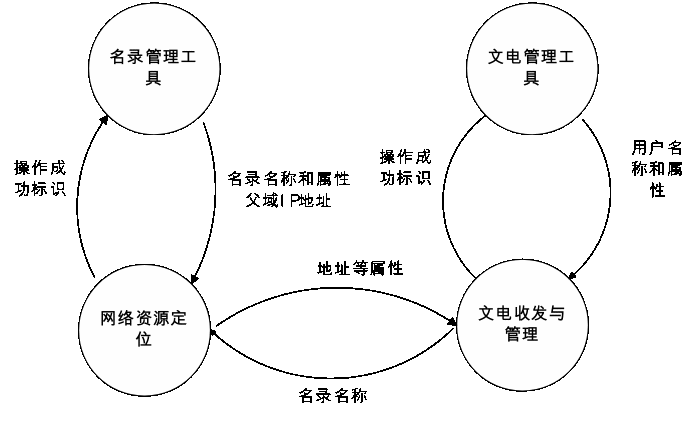 名录管理工
具
文电管理工
具
操作成
功标识
名录名称和属性
父域IP地址
操作成
功标识
用户名
称和属
性
地址等属性
网络资源定
位
文电收发与
管理
名录名称